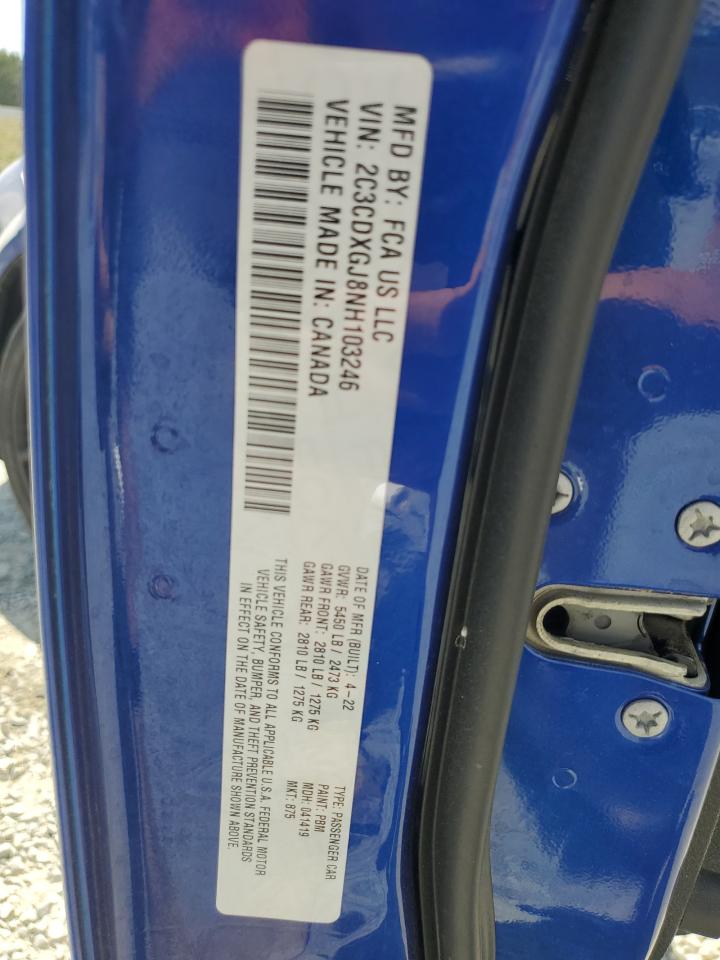 MFD BY: FCA US LLC
VIN: 2C3CDXGJ8NH103246
VEHICLE MADE IN: CANADA
DATE OF MFR (BUILT): 4-22
GVWR: 5450 LB / 2473 KG
GAWR FRONT: 2810 LB / 1275 KG
GAWR REAR: 2810 LB / 1275 KG
THIS VEHICLE CONFORMS TO ALL APPLICABLE U.S.A. FEDERAL MOTOR
VEHICLE SAFETY, BUMPER, AND THEFT PREVENTION STANDARDS
IN EFFECT ON THE DATE OF MANUFACTURE SHOWN ABOVE.
TYPE: PASSENGER CAR
PAINT: PBM
MDH: 041419
MKT: 875